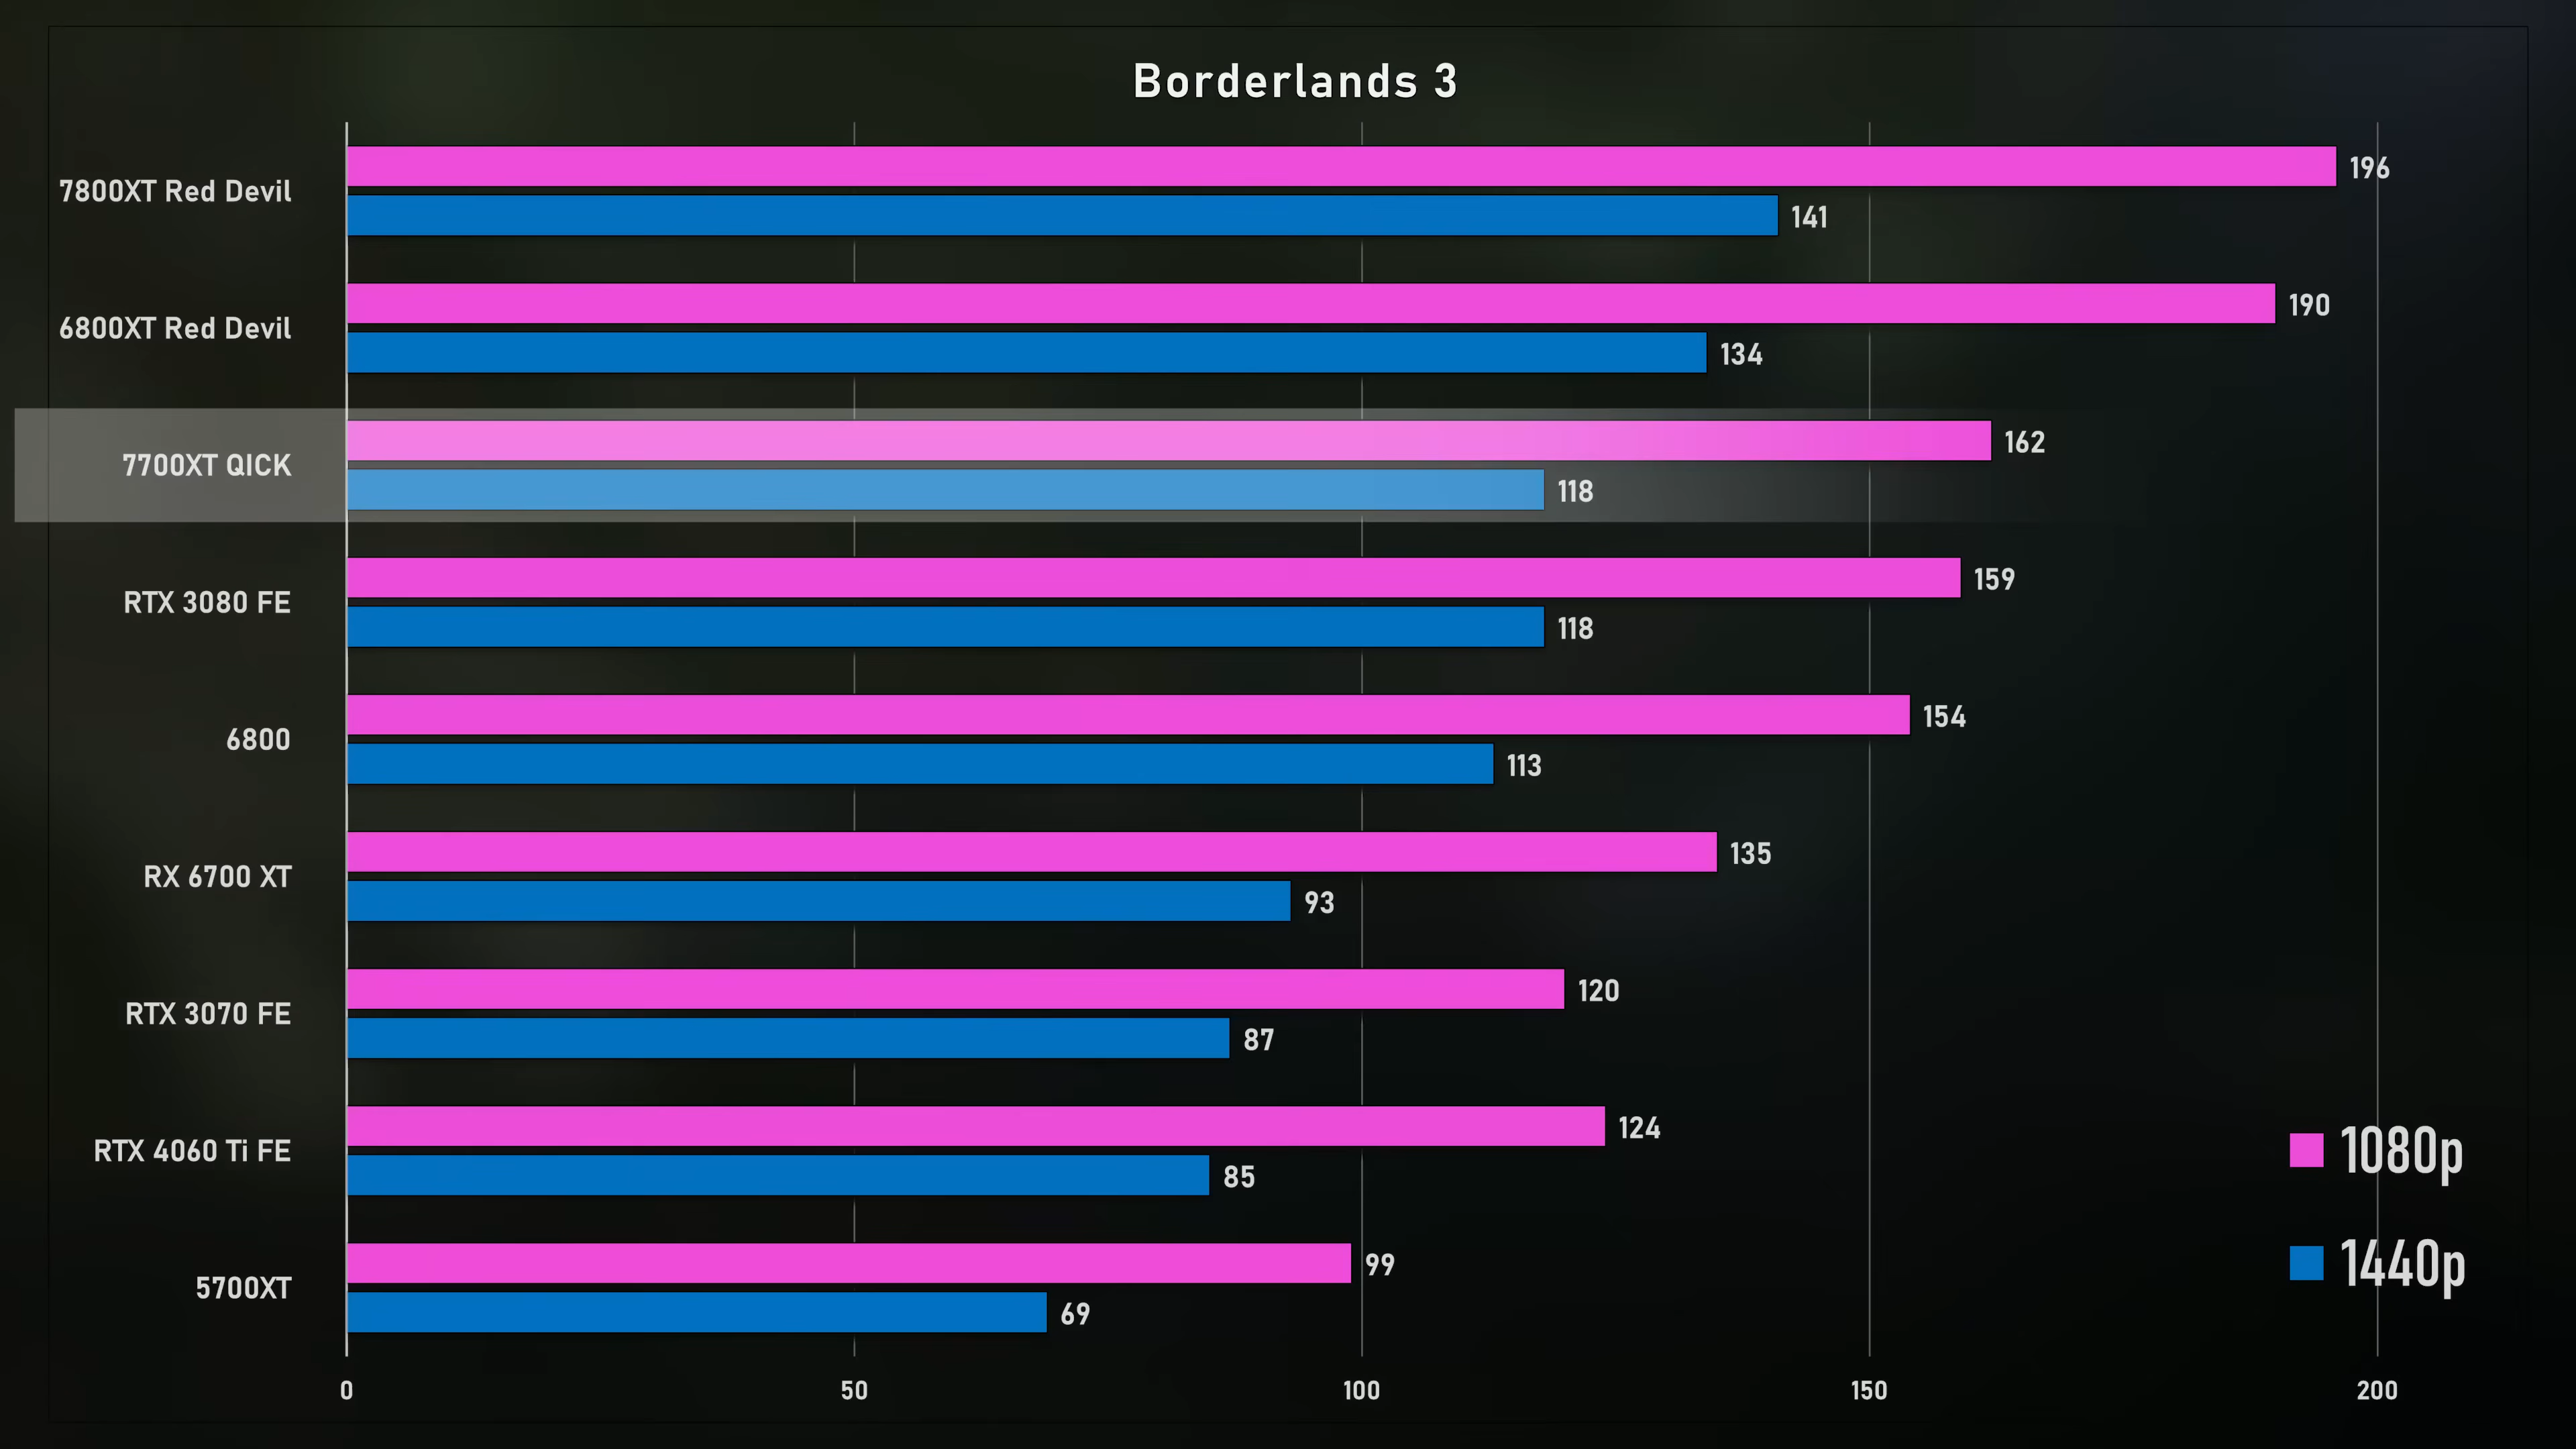 Borderlands 3
7800XT Red Devil
196
141
6800XT Red Devil
190
134
7700XT QICK
162
118
RTX 3080 FE
159
118
6800
154
113
RX 6700 XT
135
93
RTX 3070 FE
120
87
RTX 4060 Ti FE
124
85
5700XT
99
69
1080p
1440p
0 50 100 150 200